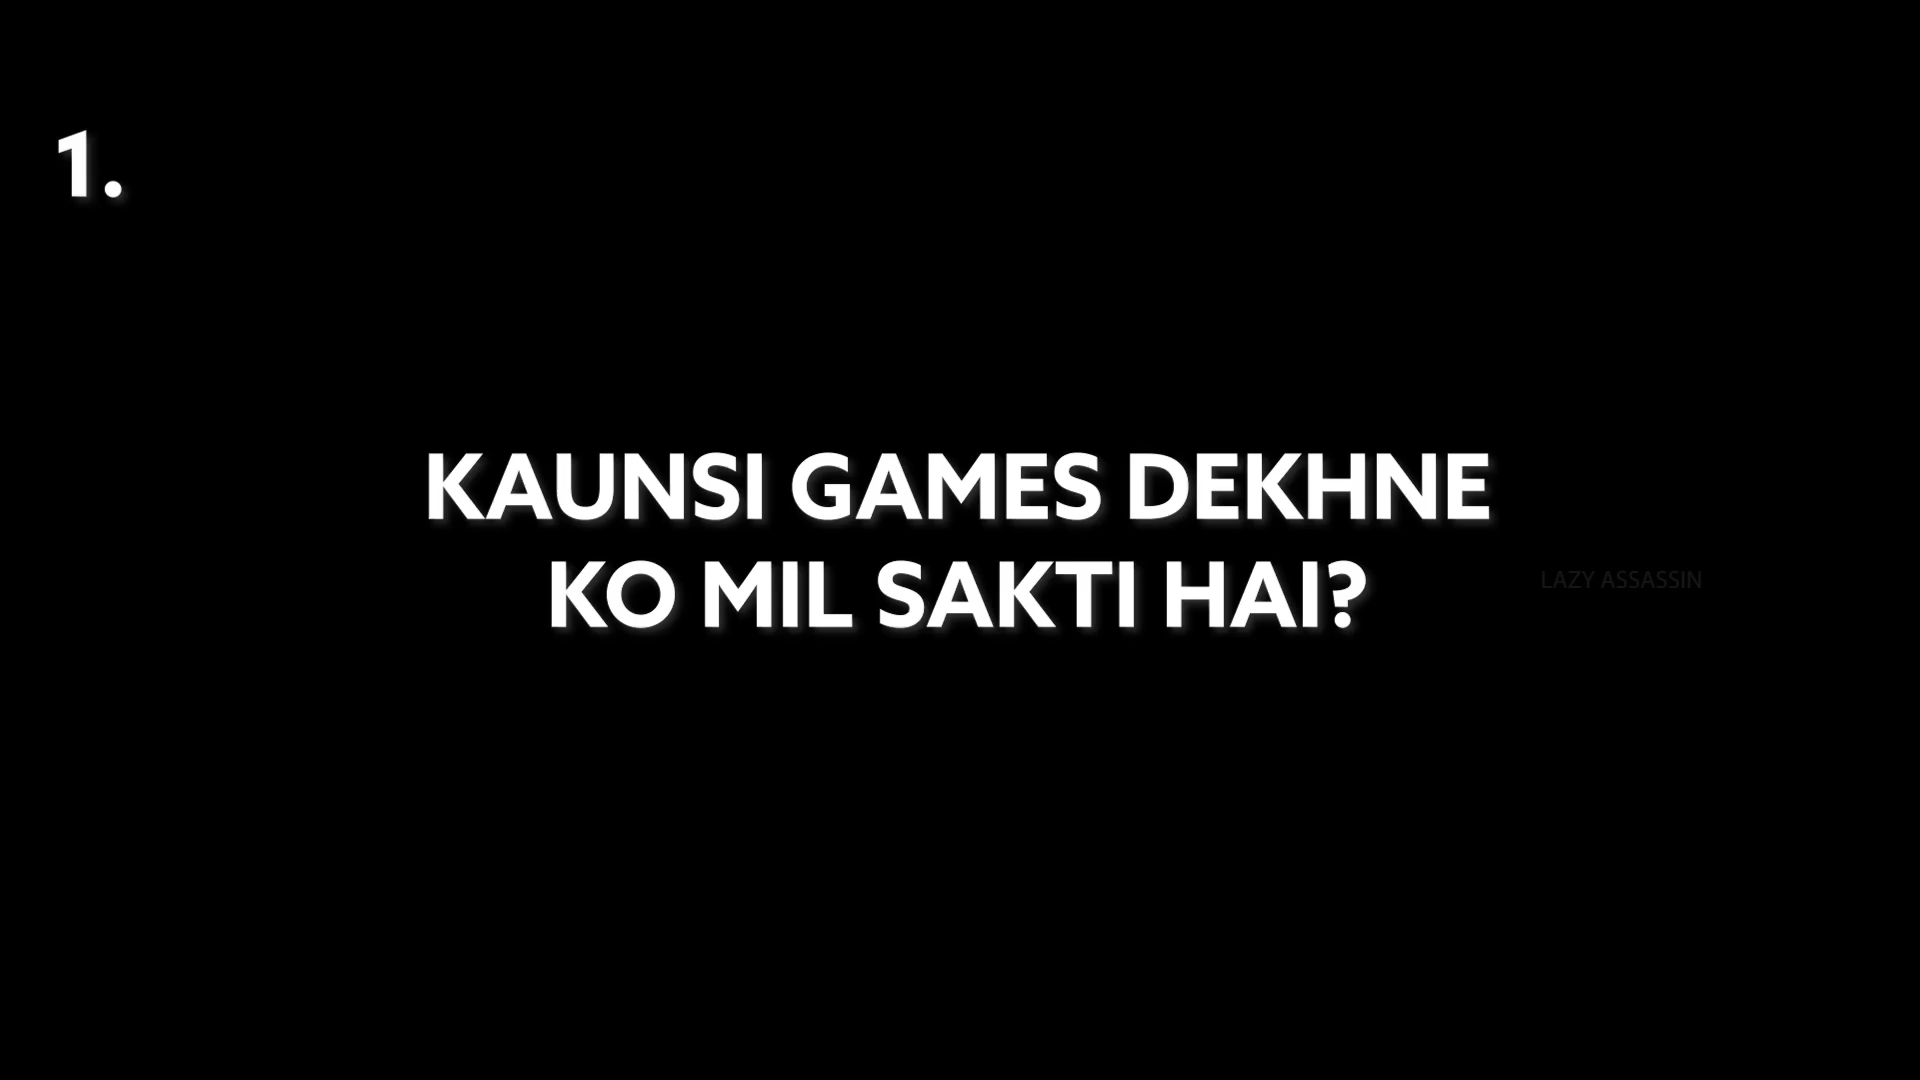 1.
KAUNSI GAMES DEKHNE
KO MIL SAKTI HAI?
LAZY ASSASSIN